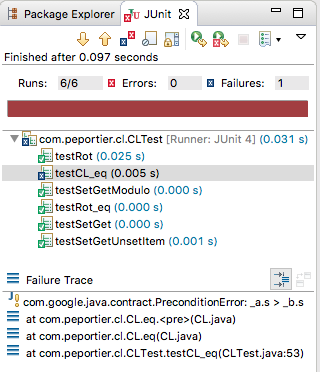 Package Explorer JUnit
Finished after 0.097 seconds
Runs: 6/6 Errors: 0 Failures: 1
com.peportier.cl.CLTest [Runner: JUnit 4] (0.031 s)
testRot (0.025 s)
testCL_eq (0.005 s)
testSetGetModulo (0.000 s)
testRot_eq (0.000 s)
testSetGet (0.000 s)
testSetGetUnsetItem (0.001 s)
Failure Trace
com.google.java.contract.PreconditionError: _a.s > _b.s
at com.peportier.cl.CL.eq.<pre>(CL.java)
at com.peportier.cl.CL.eq(CL.java)
at com.peportier.cl.CLTest.testCL_eq(CLTest.java:53)